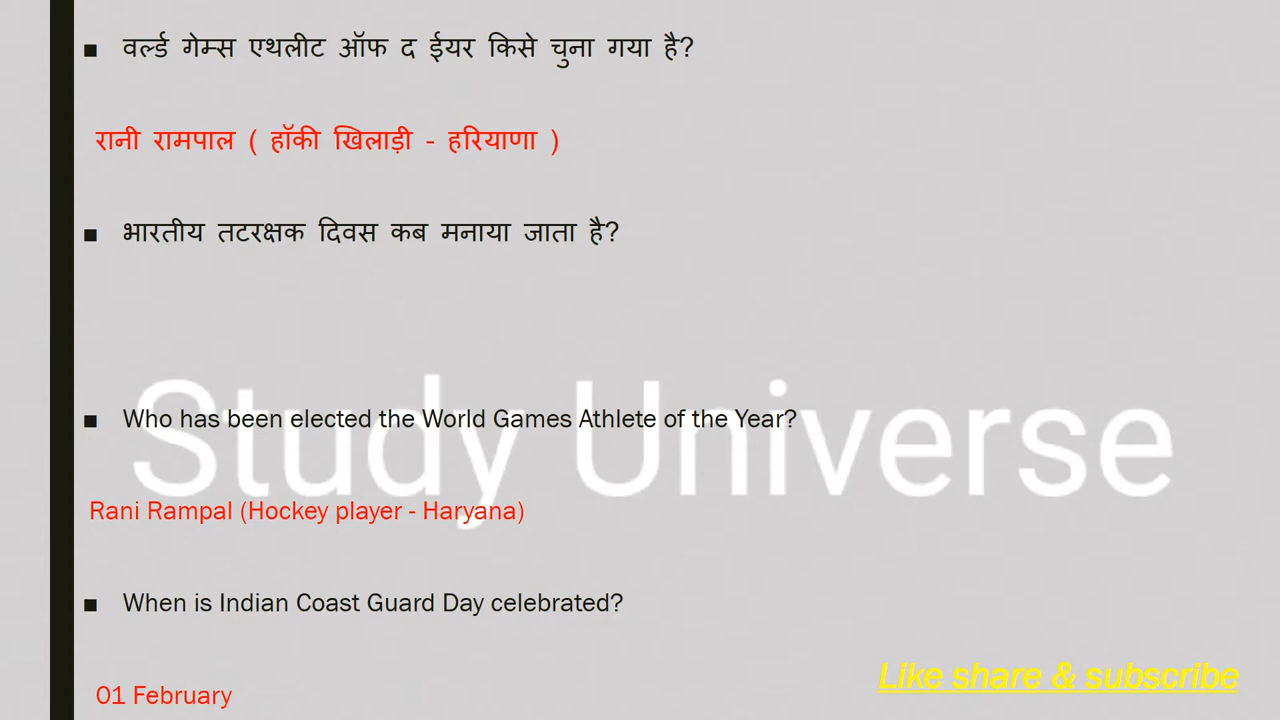 ▪ वर्ल्ड गेम्स एथलीट ऑफ द ईयर किसे चुना गया है?
रानी रामपाल ( हॉकी खिलाड़ी - हरियाणा )
▪ भारतीय तटरक्षक दिवस कब मनाया जाता है?
Study Universe
▪ Who has been elected the World Games Athlete of the Year?
Rani Rampal (Hockey player - Haryana)
▪ When is Indian Coast Guard Day celebrated?
Like share & subscribe
01 February